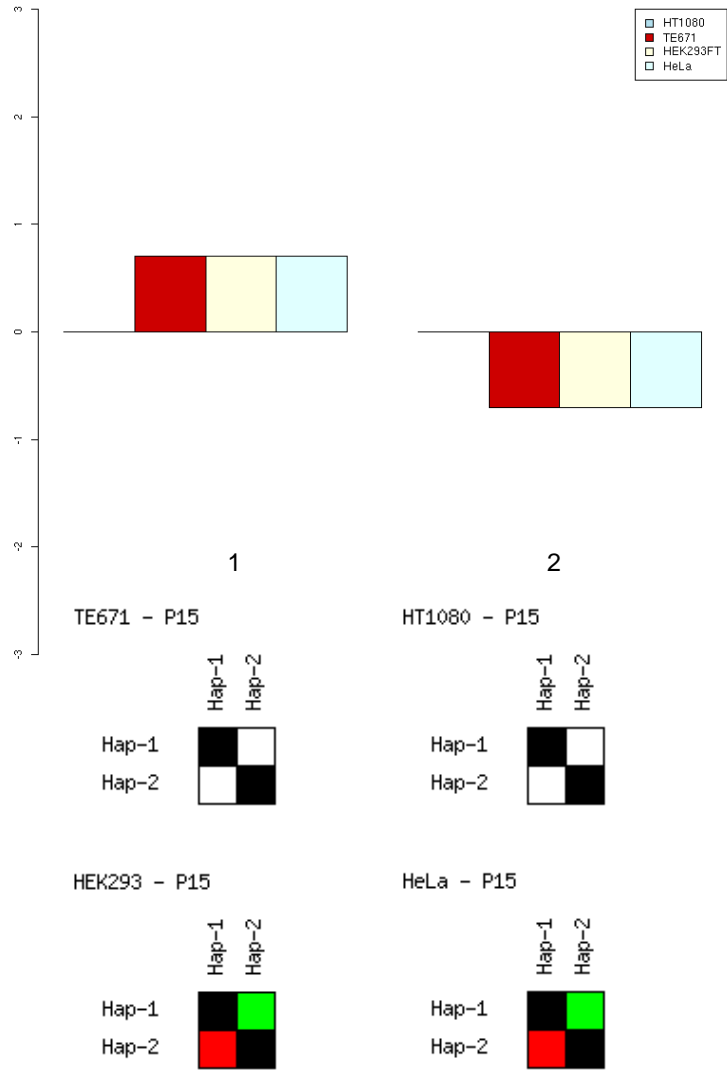 3
HT1080
TE671
HEK293FT
HeLa
2
1
0
-1
-2
-3
1
2
TE671 - P15
HT1080 - P15
Hap-1
Hap-2
Hap-1
Hap-2
Hap-1
Hap-1
Hap-2
Hap-2
HEK293 - P15
HeLa - P15
Hap-1
Hap-2
Hap-1
Hap-2
Hap-1
Hap-1
Hap-2
Hap-2